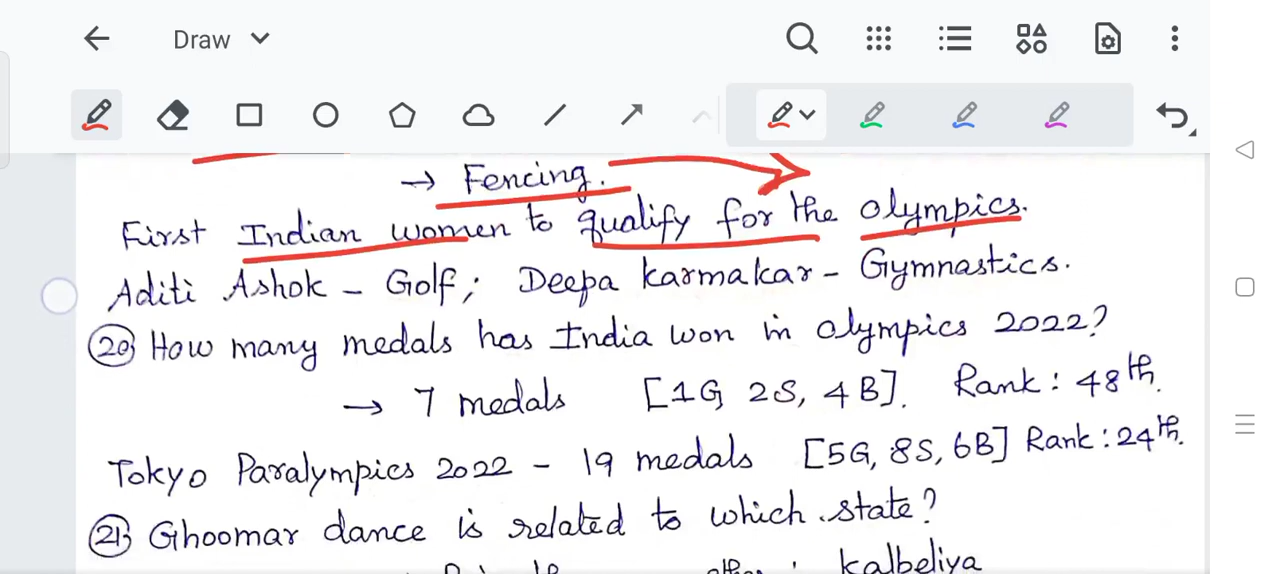 Draw
→ Fencing.
First Indian women to qualify for the olympics.
Aditi Ashok - Golf; Deepa karmakar - Gymnastics.
20) How many medals has India won in olympics 2022?
→ 7 medals [1G, 2S, 4B]. Rank: 48th.
Tokyo Paralympics 2022 - 19 medals [5G, 8S, 6B] Rank: 24th.
21) Ghoomar dance is related to which state?
kalbeliya